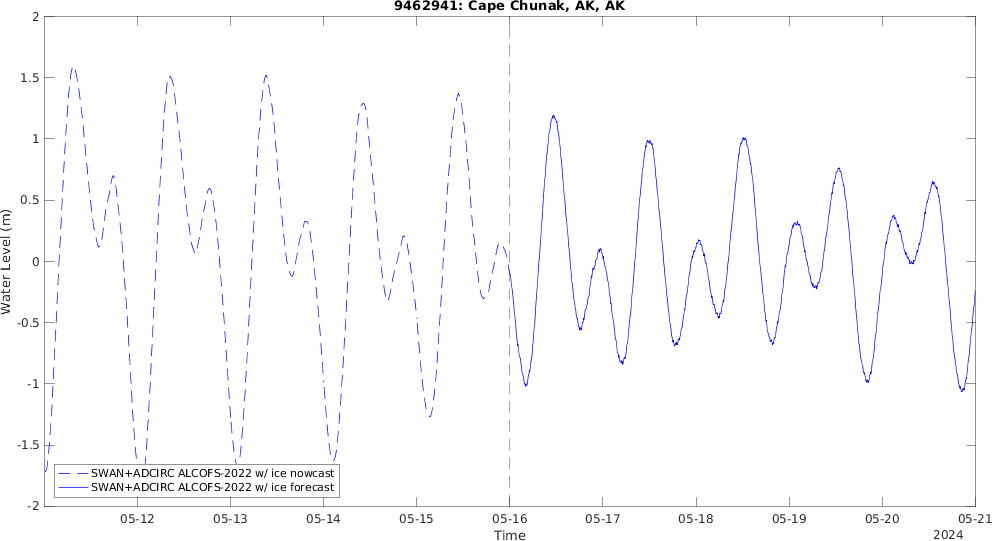 9462941: Cape Chunak, AK, AK
2
1.5
1
0.5
0
-0.5
-1
-1.5
-2
Water Level (m)
SWAN+ADCIRC ALCOFS-2022 w/ ice nowcast
SWAN+ADCIRC ALCOFS-2022 w/ ice forecast
05-12 05-13 05-14 05-15 05-16 05-17 05-18 05-19 05-20 05-21
Time
2024